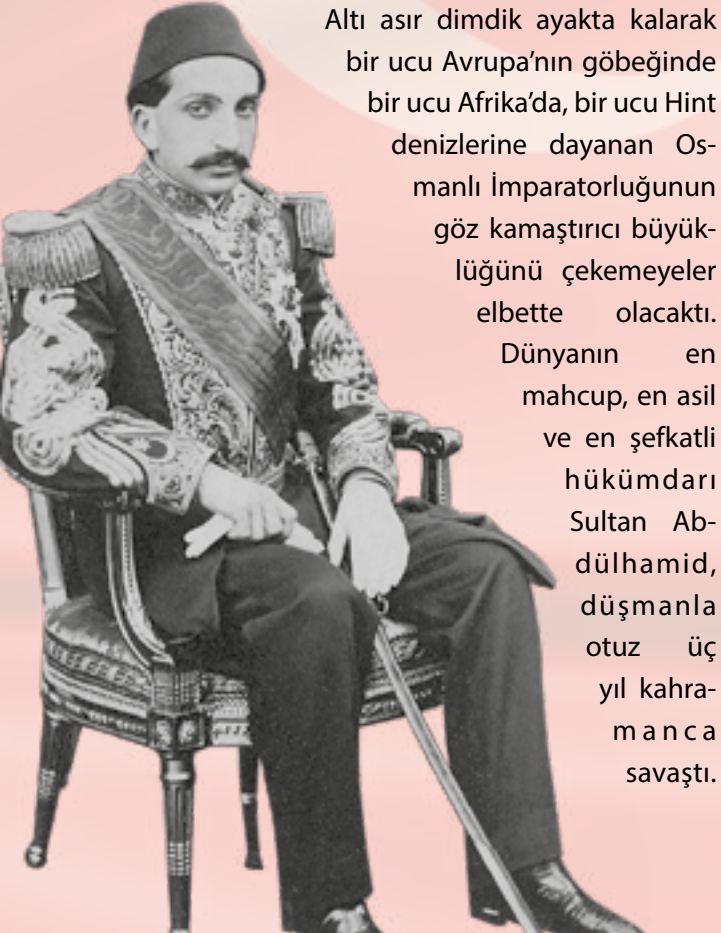 Altı asır dimdik ayakta kalarak
bir ucu Avrupa’nın göbeğinde
bir ucu Afrika’da, bir ucu Hint
denizlerine dayanan Os-
manlı İmparatorluğunun
göz kamaştırıcı büyük-
lüğünü çekemeyeler
elbette olacaktı.
Dünyanın en
mahcup, en asil
ve en şefkatli
hükümdarı
Sultan Ab-
dülhamid,
düşmanla
otuz üç
yıl kahra-
manca
savaştı.